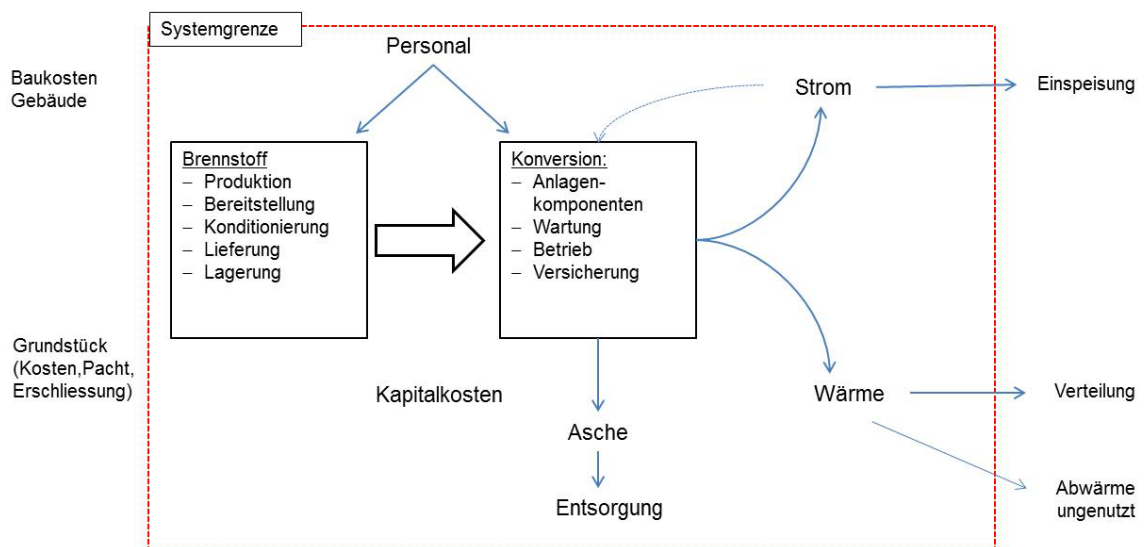 Systemgrenze
Personal
Baukosten
Gebäude
Strom
Einspeisung
Brennstoff
– Produktion
– Bereitstellung
– Konditionierung
– Lieferung
– Lagerung
Konversion:
– Anlagen-
komponenten
– Wartung
– Betrieb
– Versicherung
Grundstück
(Kosten,Pacht,
Erschliessung)
Kapitalkosten
Wärme
Verteilung
Asche
Entsorgung
Abwärme
ungenutzt